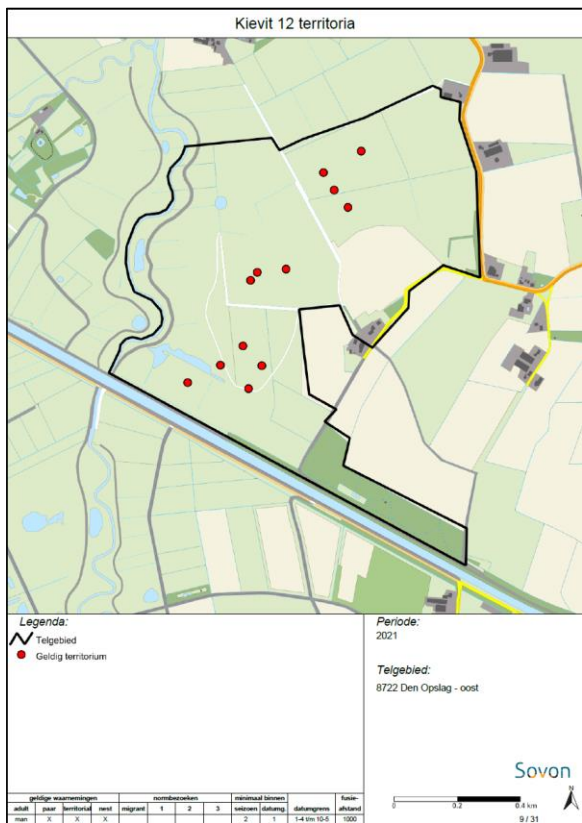 Kievit 12 territoria
Legenda:
Telgebied
Geldig territorium
Periode:
2021
Telgebied:
8722 Den Opslag - oost
Sovon
0 0.2 0.4 km
N
9 / 31
geldige waarnemingen normbezoeken minimaal binnen fusie-
adult paar territoriaal nest migrant 1 2 3 seizoen datumg. datumgrens afstand
man X X X 2 1 1-4 t/m 10-5 1000